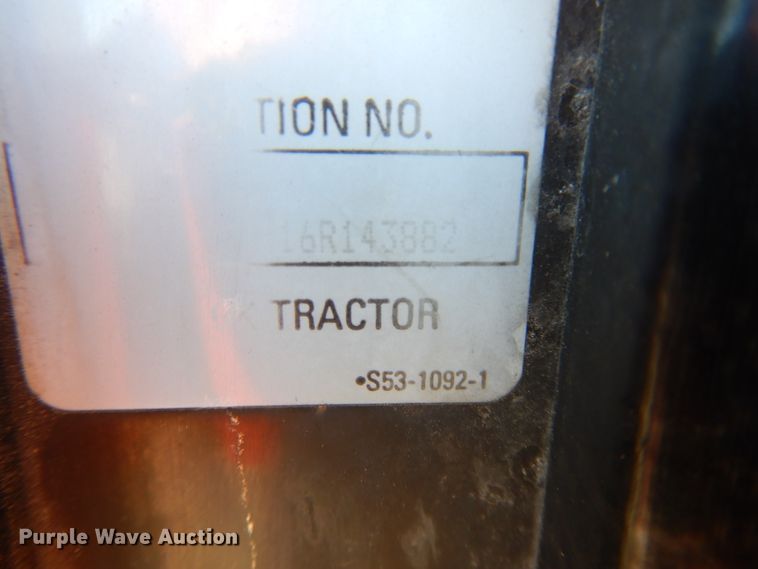 TION NO.
16R143882
TRACTOR
•S53-1092-1
Purple Wave Auction